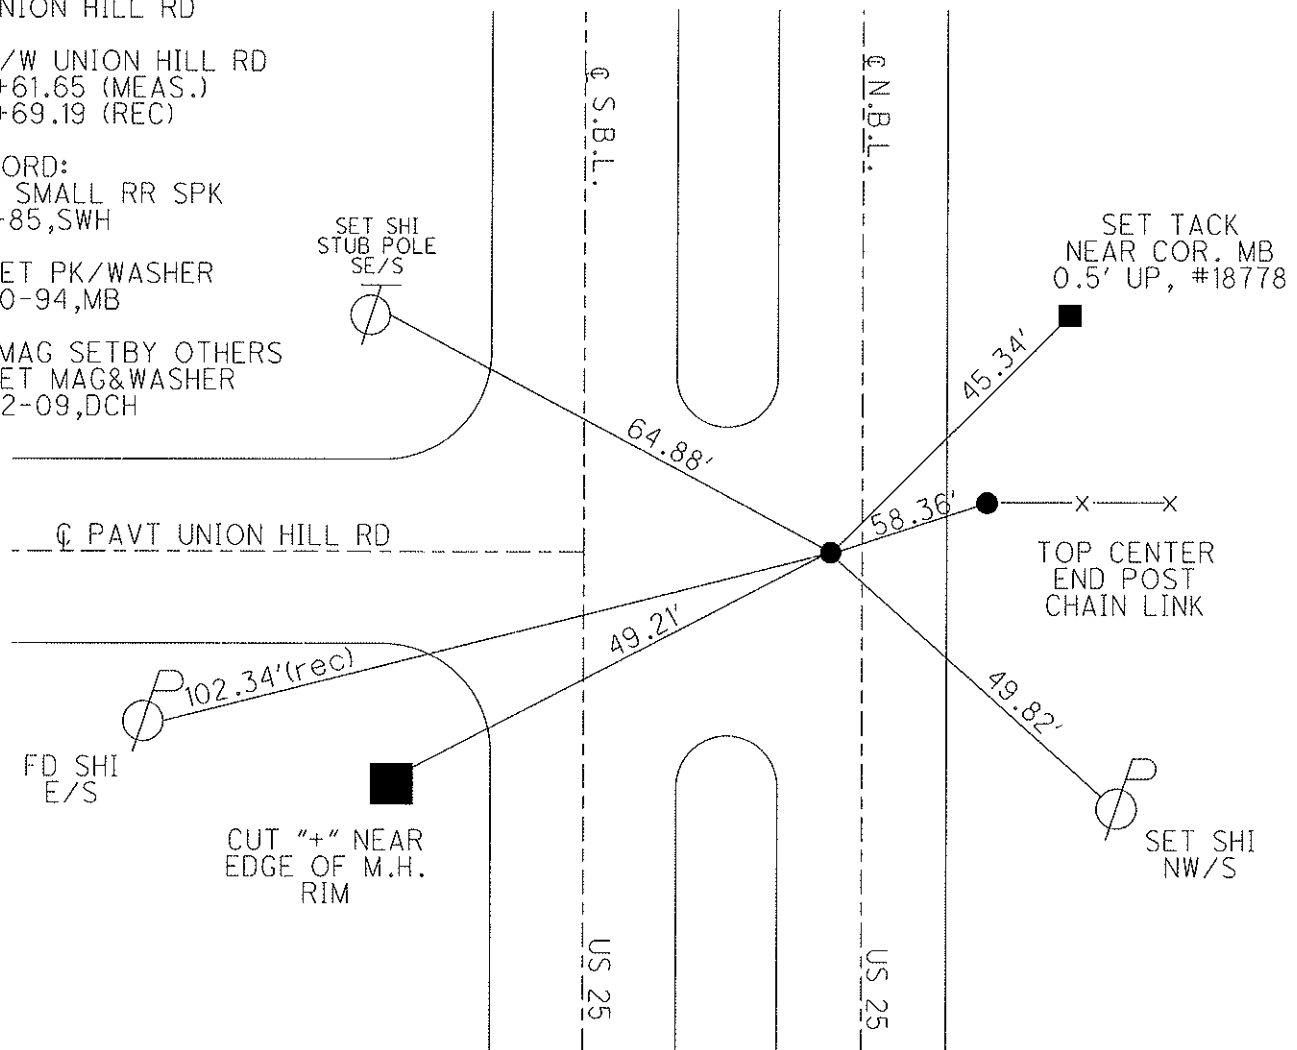 NION HILL RD
/W UNION HILL RD
+61.65 (MEAS.)
+69.19 (REC)
ORD:
SMALL RR SPK
-85,SWH
ET PK/WASHER
0-94,MB
MAG SETBY OTHERS
ET MAG&WASHER
2-09,DCH
SET SHI
STUB POLE
SE/S
℄ S.B.L.
℄ N.B.L.
SET TACK
NEAR COR. MB
0.5' UP, #18778
45.34'
64.88'
58.36'
℄ PAVT UNION HILL RD
TOP CENTER
END POST
CHAIN LINK
49.21'
102.34'(rec)
49.82'
FD SHI
E/S
CUT "+" NEAR
EDGE OF M.H.
RIM
SET SHI
NW/S
US 25
US 25